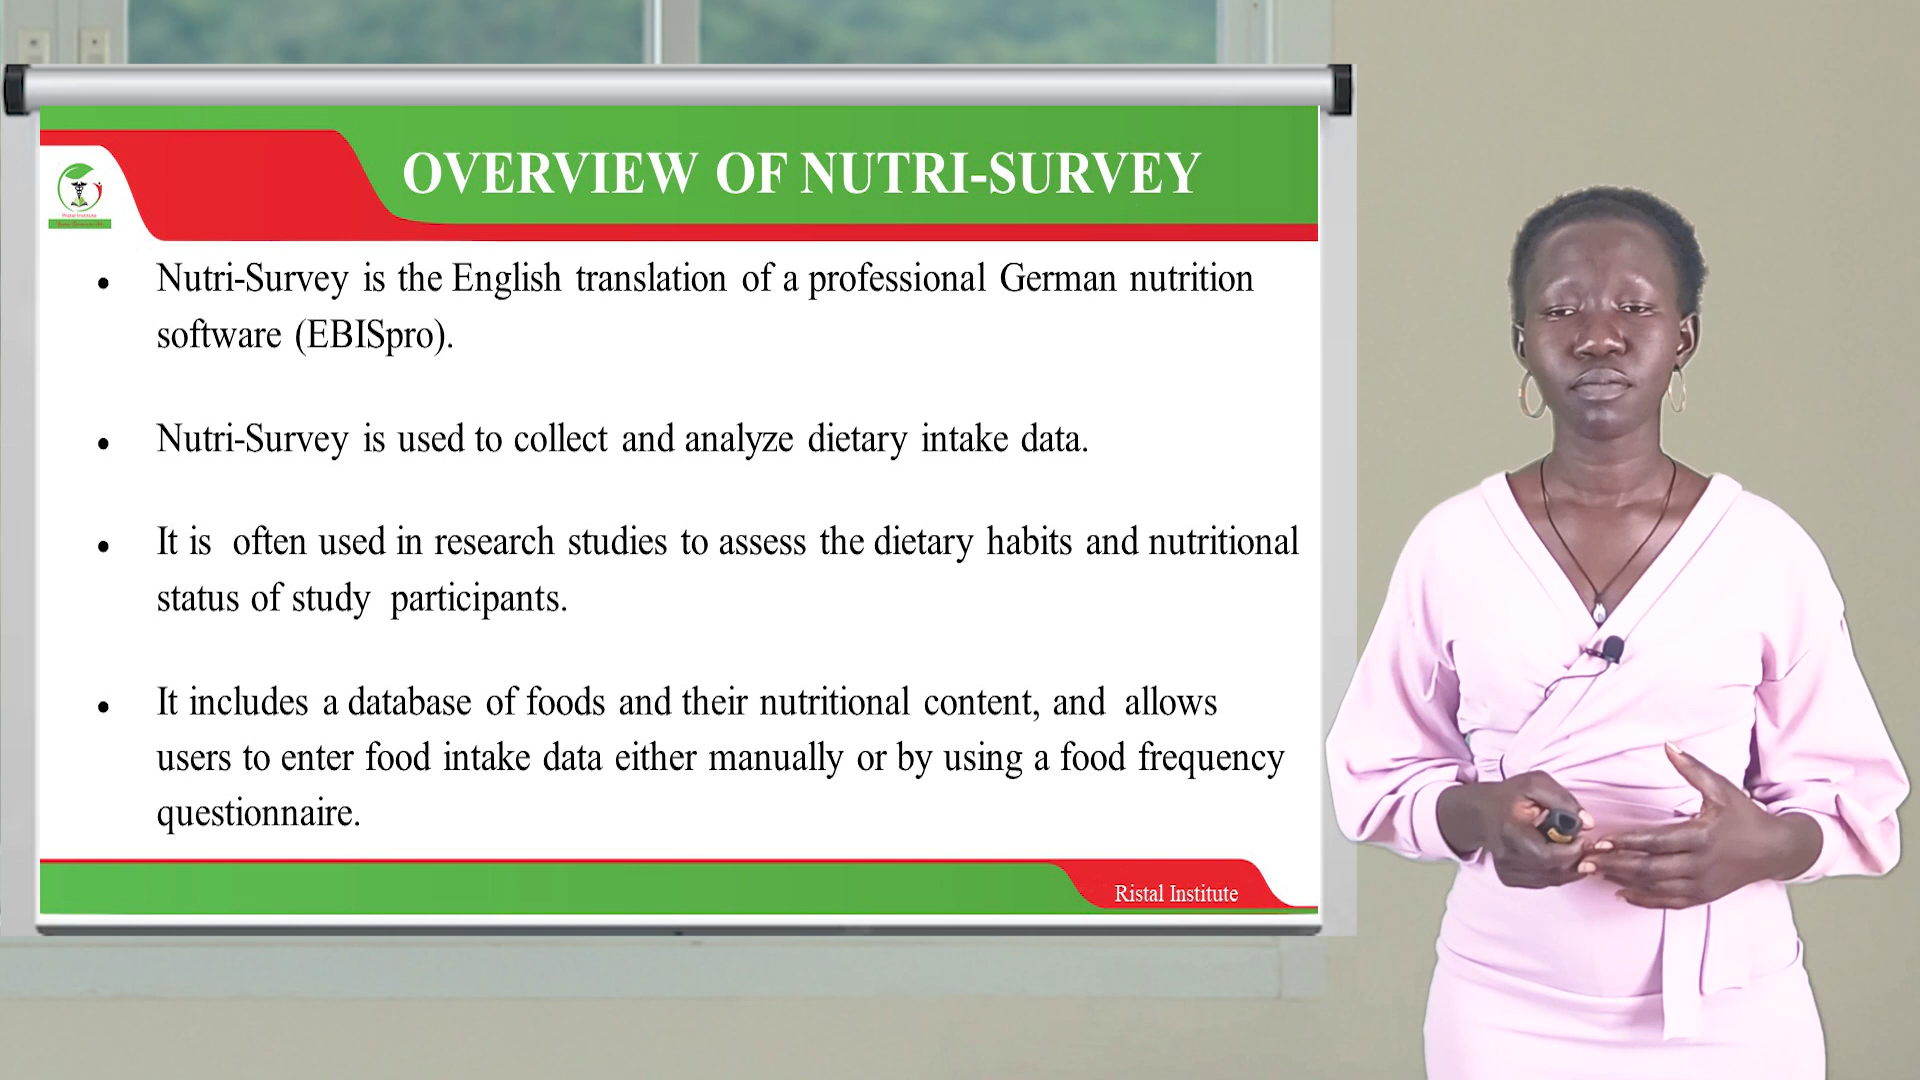 OVERVIEW OF NUTRI-SURVEY
Ristal Institute
• Nutri-Survey is the English translation of a professional German nutrition
software (EBISpro).
• Nutri-Survey is used to collect and analyze dietary intake data.
• It is often used in research studies to assess the dietary habits and nutritional
status of study participants.
• It includes a database of foods and their nutritional content, and allows
users to enter food intake data either manually or by using a food frequency
questionnaire.
Ristal Institute